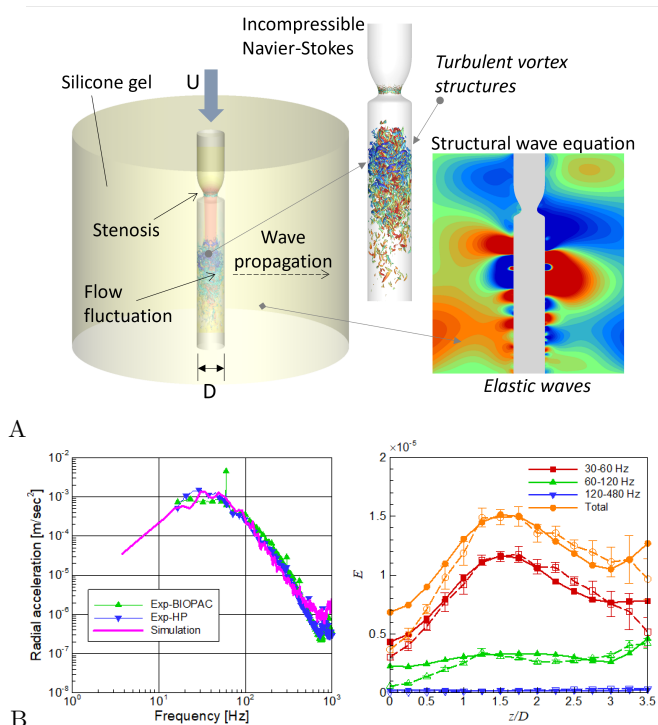 Incompressible
Navier-Stokes
Silicone gel
U
Turbulent vortex
structures
Structural wave equation
Stenosis
Wave
propagation
Flow
fluctuation
D
Elastic waves
A
10⁻²
10⁻³
10⁻⁴
10⁻⁵
10⁻⁶
10⁻⁷
10⁻⁸
Radial acceleration [m/sec²]
Exp-BIOPAC
Exp-HP
Simulation
10⁰
10¹
10²
10³
Frequency [Hz]
×10⁻⁵
2
1.5
1
0.5
0
E
30-60 Hz
60-120 Hz
120-480 Hz
Total
0 0.5 1 1.5 2 2.5 3 3.5
z/D
B